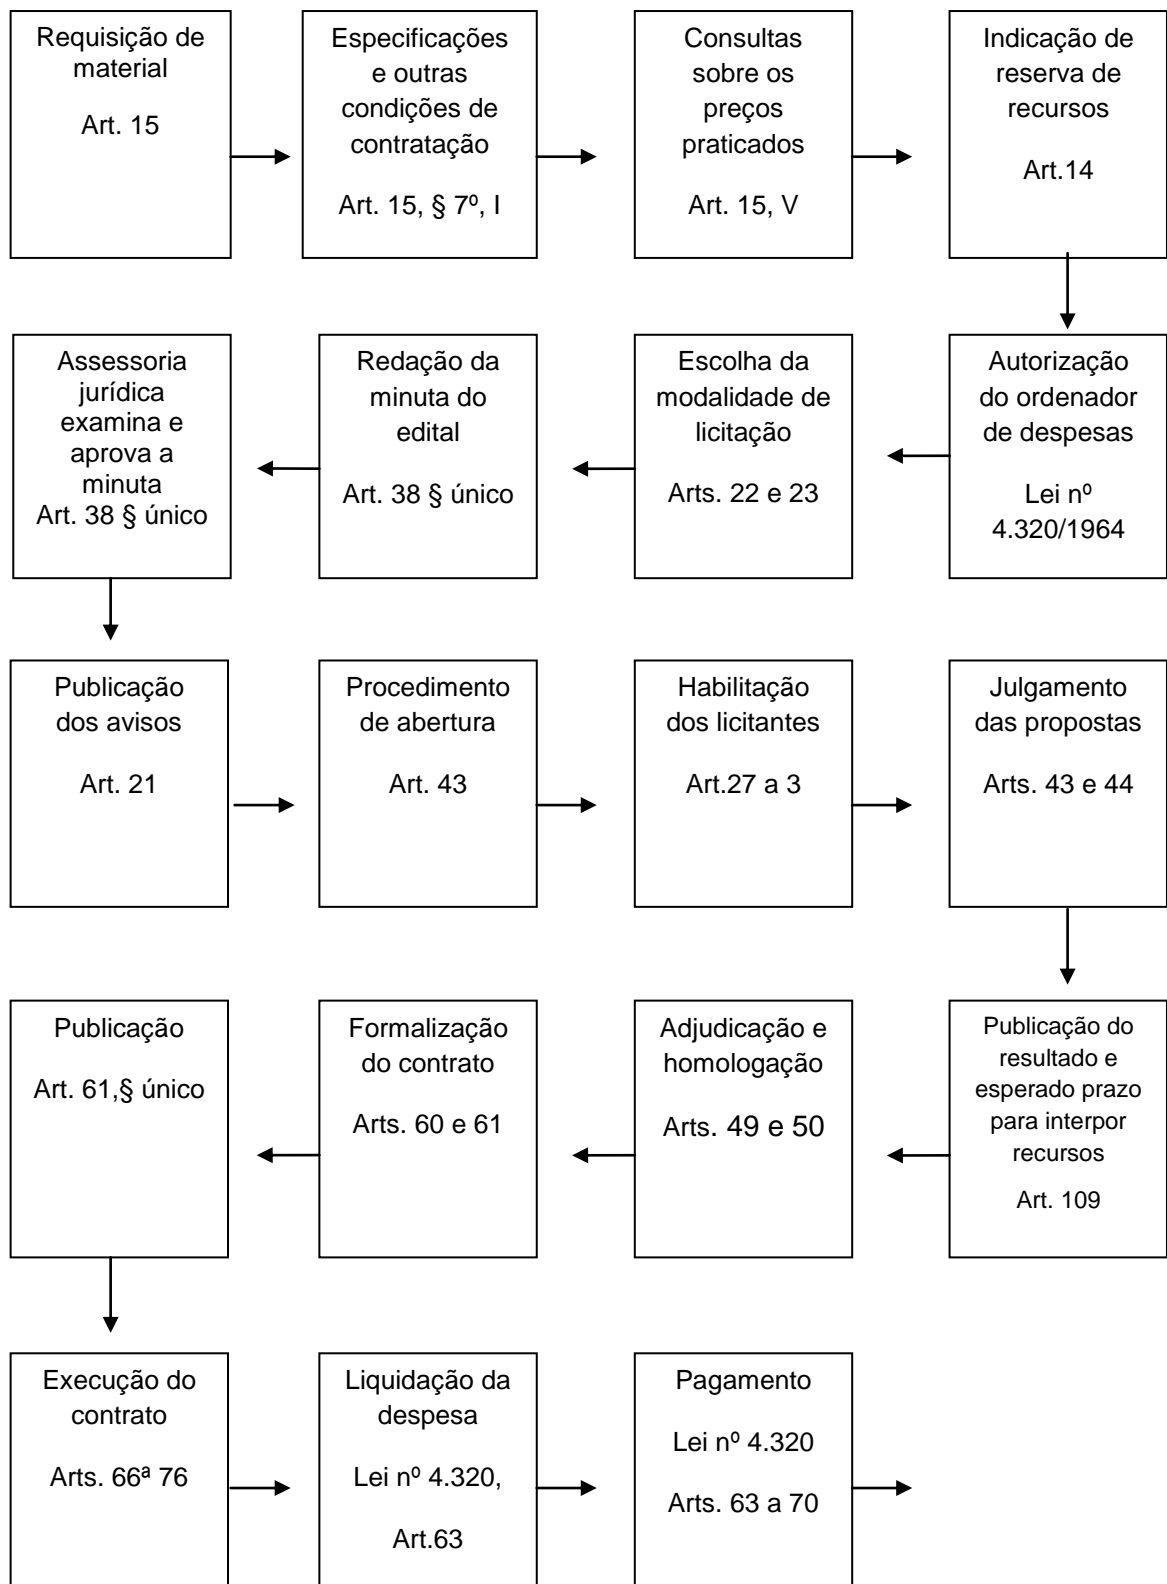 Requisição de
material
Art. 15
Especificações
e outras
condições de
contratação
Art. 15, § 7º, I
Consultas
sobre os
preços
praticados
Art. 15, V
Indicação de
reserva de
recursos
Art.14
Autorização
do ordenador
de despesas
Lei nº
4.320/1964
Escolha da
modalidade de
licitação
Arts. 22 e 23
Redação da
minuta do
edital
Art. 38 § único
Assessoria
jurídica
examina e
aprova a
minuta
Art. 38 § único
Publicação
dos avisos
Art. 21
Procedimento
de abertura
Art. 43
Habilitação
dos licitantes
Art.27 a 3
Julgamento
das propostas
Arts. 43 e 44
Publicação do
resultado e
esperado prazo
para interpor
recursos
Art. 109
Adjudicação e
homologação
Arts. 49 e 50
Formalização
do contrato
Arts. 60 e 61
Publicação
Art. 61,§ único
Execução do
contrato
Arts. 66ª 76
Liquidação da
despesa
Lei nº 4.320,
Art.63
Pagamento
Lei nº 4.320
Arts. 63 a 70